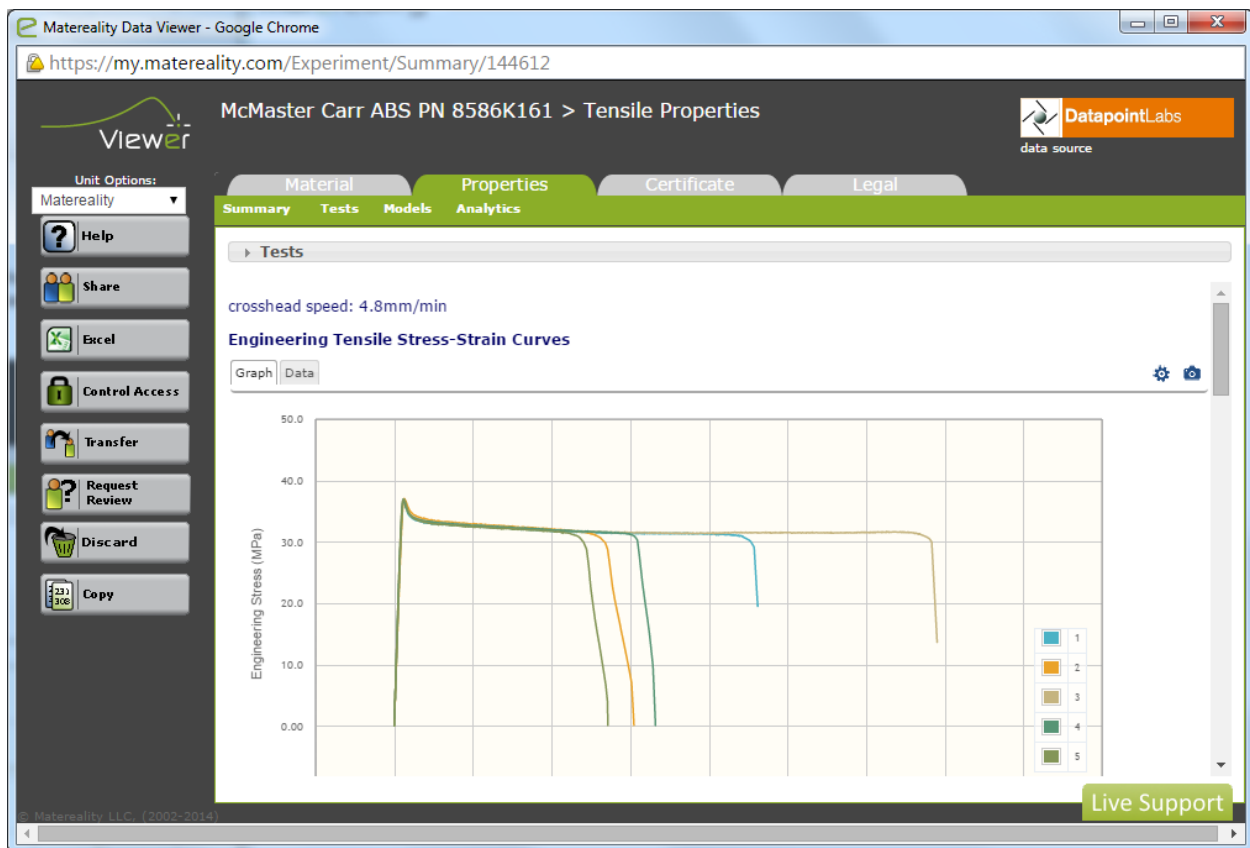 Matereality Data Viewer - Google Chrome
https://my.matereality.com/Experiment/Summary/144612
Viewer
McMaster Carr ABS PN 8586K161 > Tensile Properties
DatapointLabs
data source
Unit Options:
Matereality
Material Properties Certificate Legal
Summary Tests Models Analytics
Help
Share
Excel
Control Access
Transfer
Request
Review
Discard
Copy
Tests
crosshead speed: 4.8mm/min
Engineering Tensile Stress-Strain Curves
Graph Data
Engineering Stress (MPa)
50.0
40.0
30.0
20.0
10.0
0.00
1
2
3
4
5
Live Support
© Matereality LLC, (2002-2014)